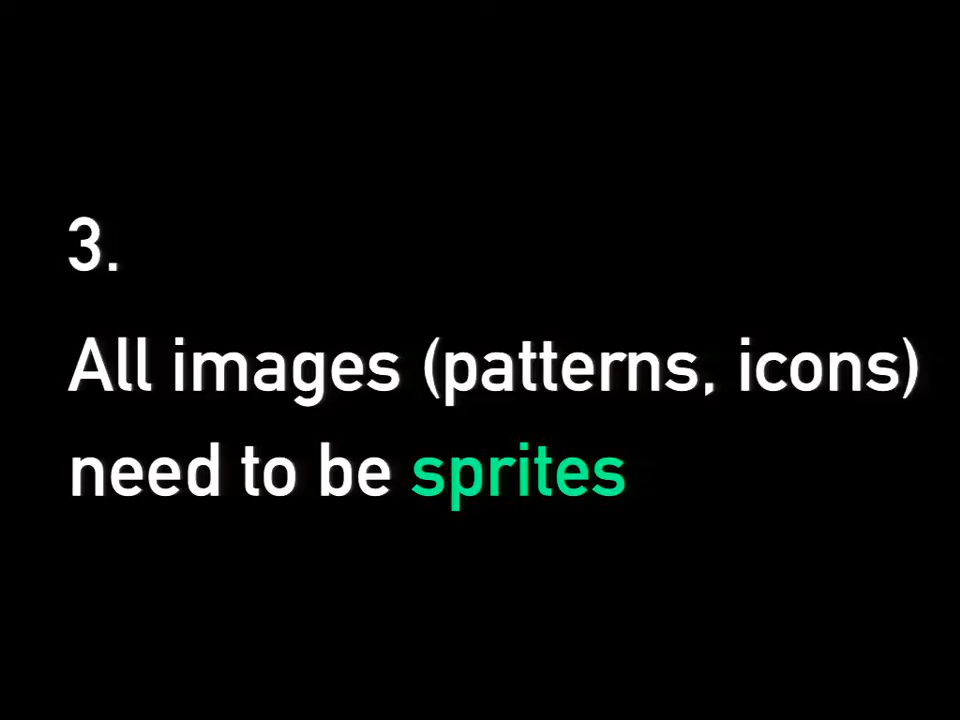 3.
All images (patterns, icons)
need to be sprites